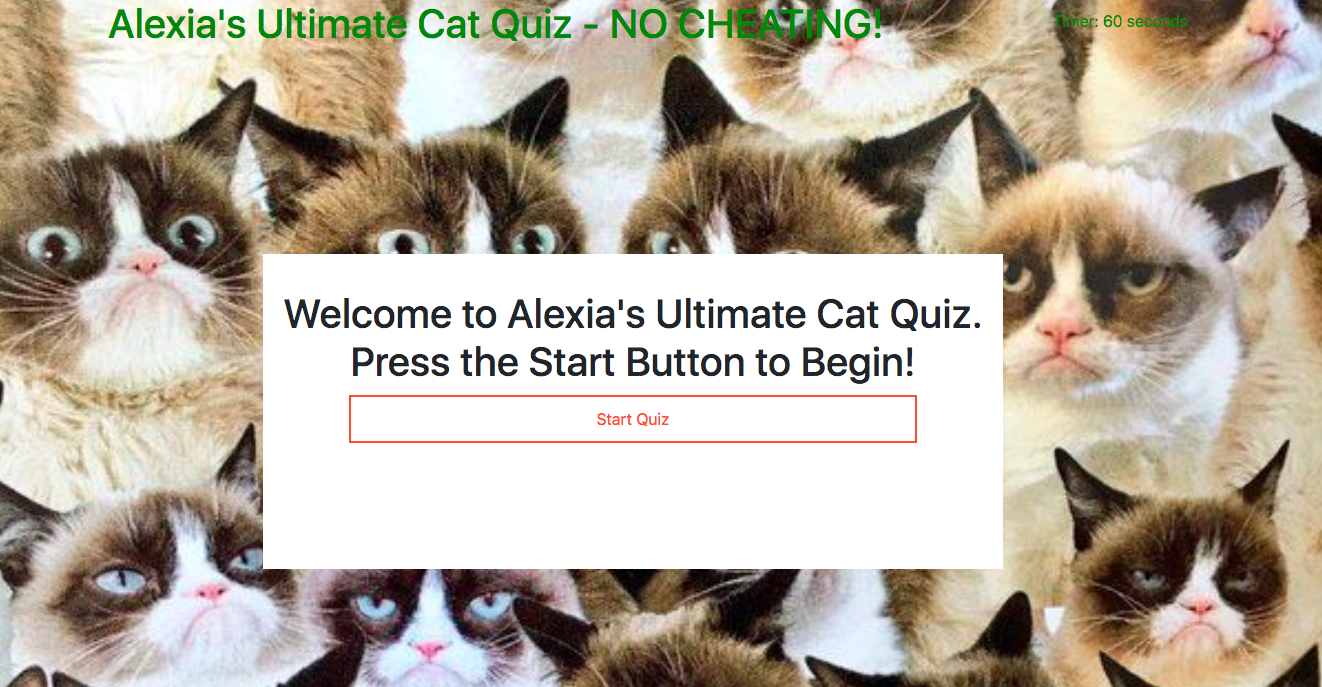 Alexia's Ultimate Cat Quiz - NO CHEATING!
Timer: 60 seconds
Welcome to Alexia's Ultimate Cat Quiz.
Press the Start Button to Begin!
Start Quiz